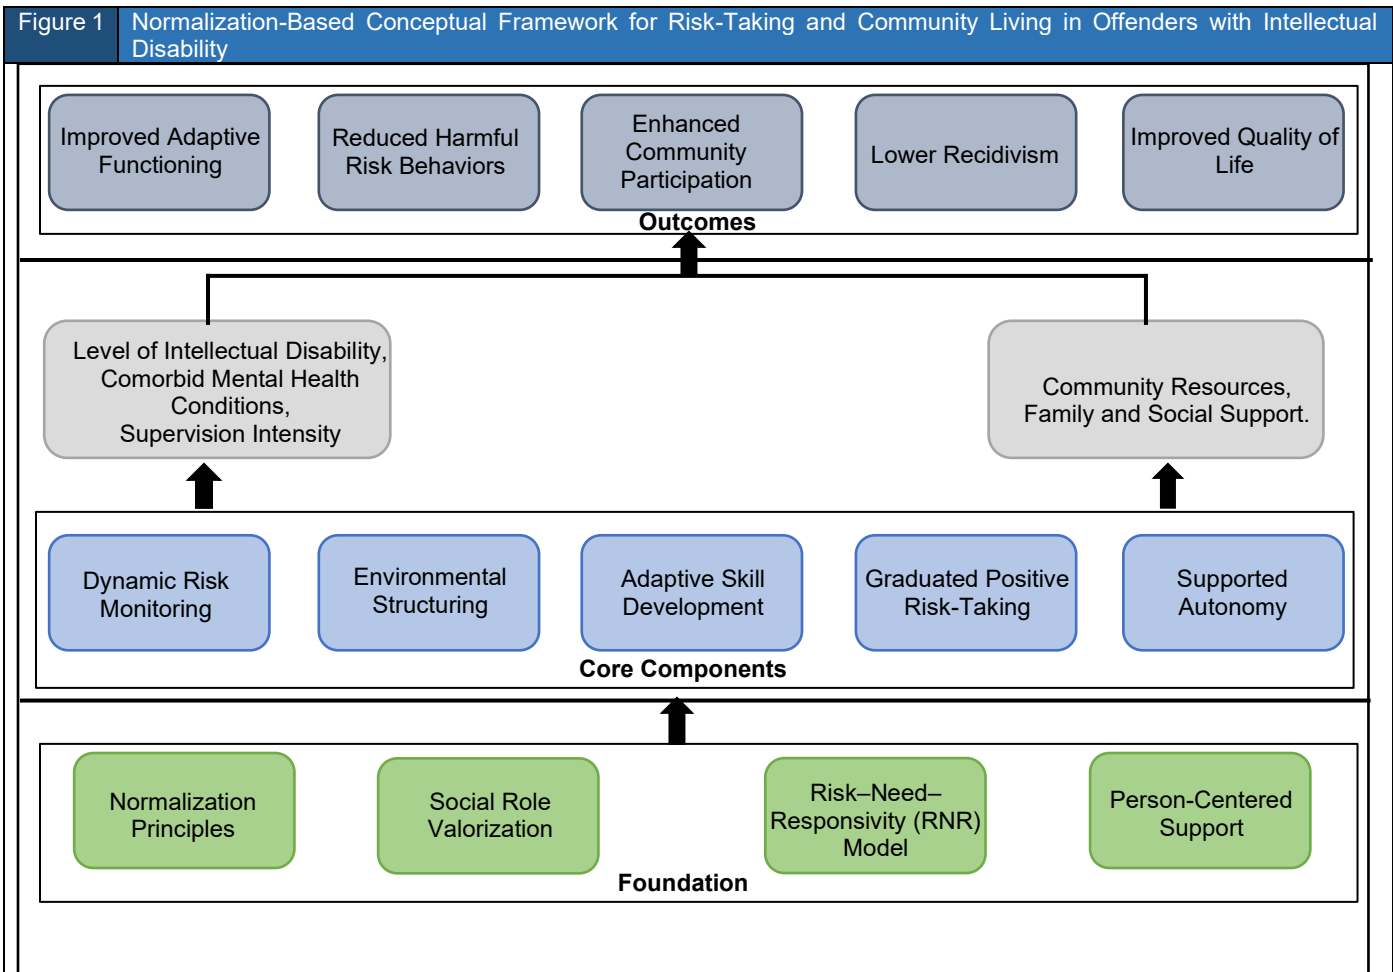 Figure 1
Normalization-Based Conceptual Framework for Risk-Taking and Community Living in Offenders with Intellectual
Disability
Improved Adaptive
Functioning
Reduced Harmful
Risk Behaviors
Enhanced
Community
Participation
Lower Recidivism
Improved Quality of
Life
Outcomes
Level of Intellectual Disability,
Comorbid Mental Health
Conditions,
Supervision Intensity
Community Resources,
Family and Social Support.
Dynamic Risk
Monitoring
Environmental
Structuring
Adaptive Skill
Development
Graduated Positive
Risk-Taking
Supported
Autonomy
Core Components
Normalization
Principles
Social Role
Valorization
Risk–Need–
Responsivity (RNR)
Model
Person-Centered
Support
Foundation